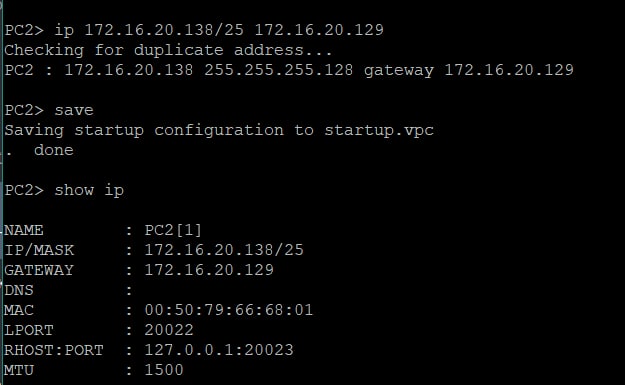 PC2> ip 172.16.20.138/25 172.16.20.129
Checking for duplicate address...
PC2 : 172.16.20.138 255.255.255.128 gateway 172.16.20.129

PC2> save
Saving startup configuration to startup.vpc
.  done

PC2> show ip

NAME        : PC2[1]
IP/MASK     : 172.16.20.138/25
GATEWAY     : 172.16.20.129
DNS         :
MAC         : 00:50:79:66:68:01
LPORT       : 20022
RHOST:PORT  : 127.0.0.1:20023
MTU         : 1500